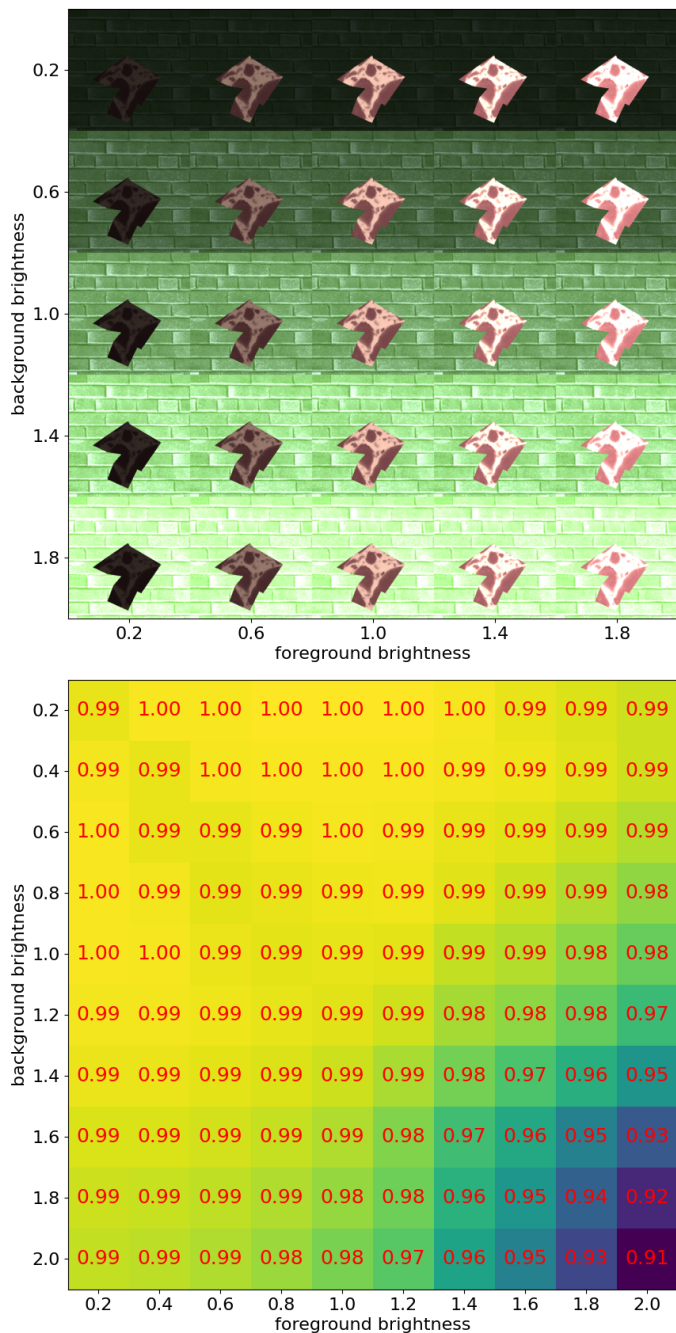 0.2
0.6
1.0
1.4
1.8
background brightness
0.2 0.6 1.0 1.4 1.8
foreground brightness
0.2 0.99 1.00 1.00 1.00 1.00 1.00 1.00 0.99 0.99 0.99
0.4 0.99 0.99 1.00 1.00 1.00 1.00 0.99 0.99 0.99 0.99
0.6 1.00 0.99 0.99 0.99 1.00 0.99 0.99 0.99 0.99 0.99
0.8 1.00 0.99 0.99 0.99 0.99 0.99 0.99 0.99 0.99 0.98
1.0 1.00 1.00 0.99 0.99 0.99 0.99 0.99 0.99 0.98 0.98
1.2 0.99 0.99 0.99 0.99 0.99 0.99 0.98 0.98 0.98 0.97
1.4 0.99 0.99 0.99 0.99 0.99 0.99 0.98 0.97 0.96 0.95
1.6 0.99 0.99 0.99 0.99 0.99 0.98 0.97 0.96 0.95 0.93
1.8 0.99 0.99 0.99 0.99 0.98 0.98 0.96 0.95 0.94 0.92
2.0 0.99 0.99 0.99 0.98 0.98 0.97 0.96 0.95 0.93 0.91
background brightness
0.2 0.4 0.6 0.8 1.0 1.2 1.4 1.6 1.8 2.0
foreground brightness